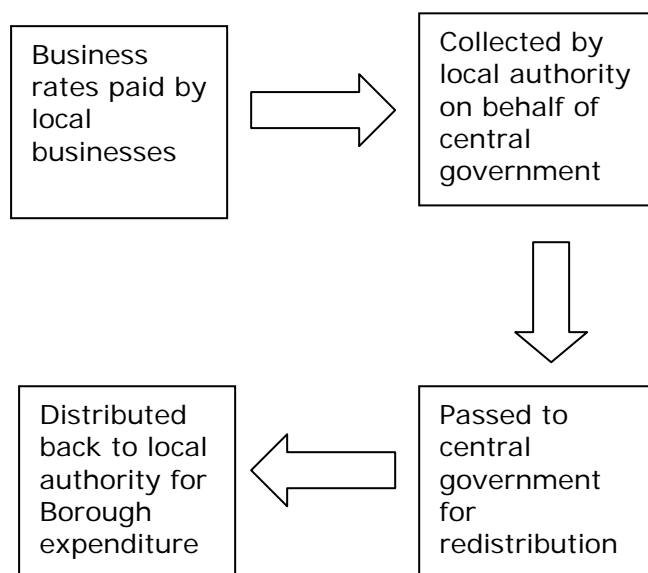 Business
rates paid by
local
businesses
Collected by
local authority
on behalf of
central
government
Passed to
central
government
for
redistribution
Distributed
back to local
authority for
Borough
expenditure